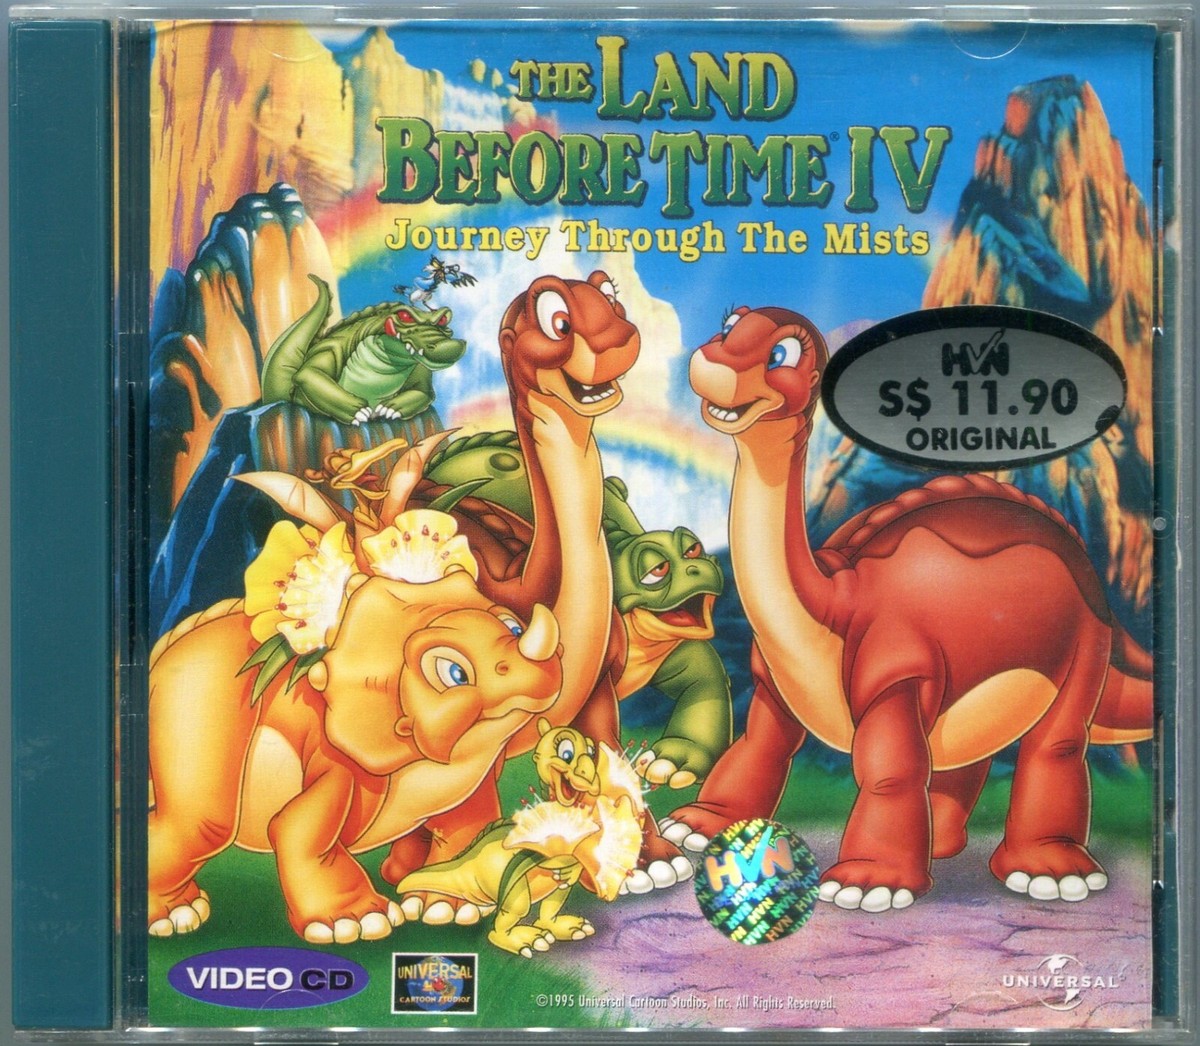 THE LAND
BEFORE TIME® IV
Journey Through The Mists
HVN
S$ 11.90
ORIGINAL
HVN
VIDEO CD
UNIVERSAL
CARTOON STUDIOS
©1995 Universal Cartoon Studios, Inc. All Rights Reserved.
UNIVERSAL